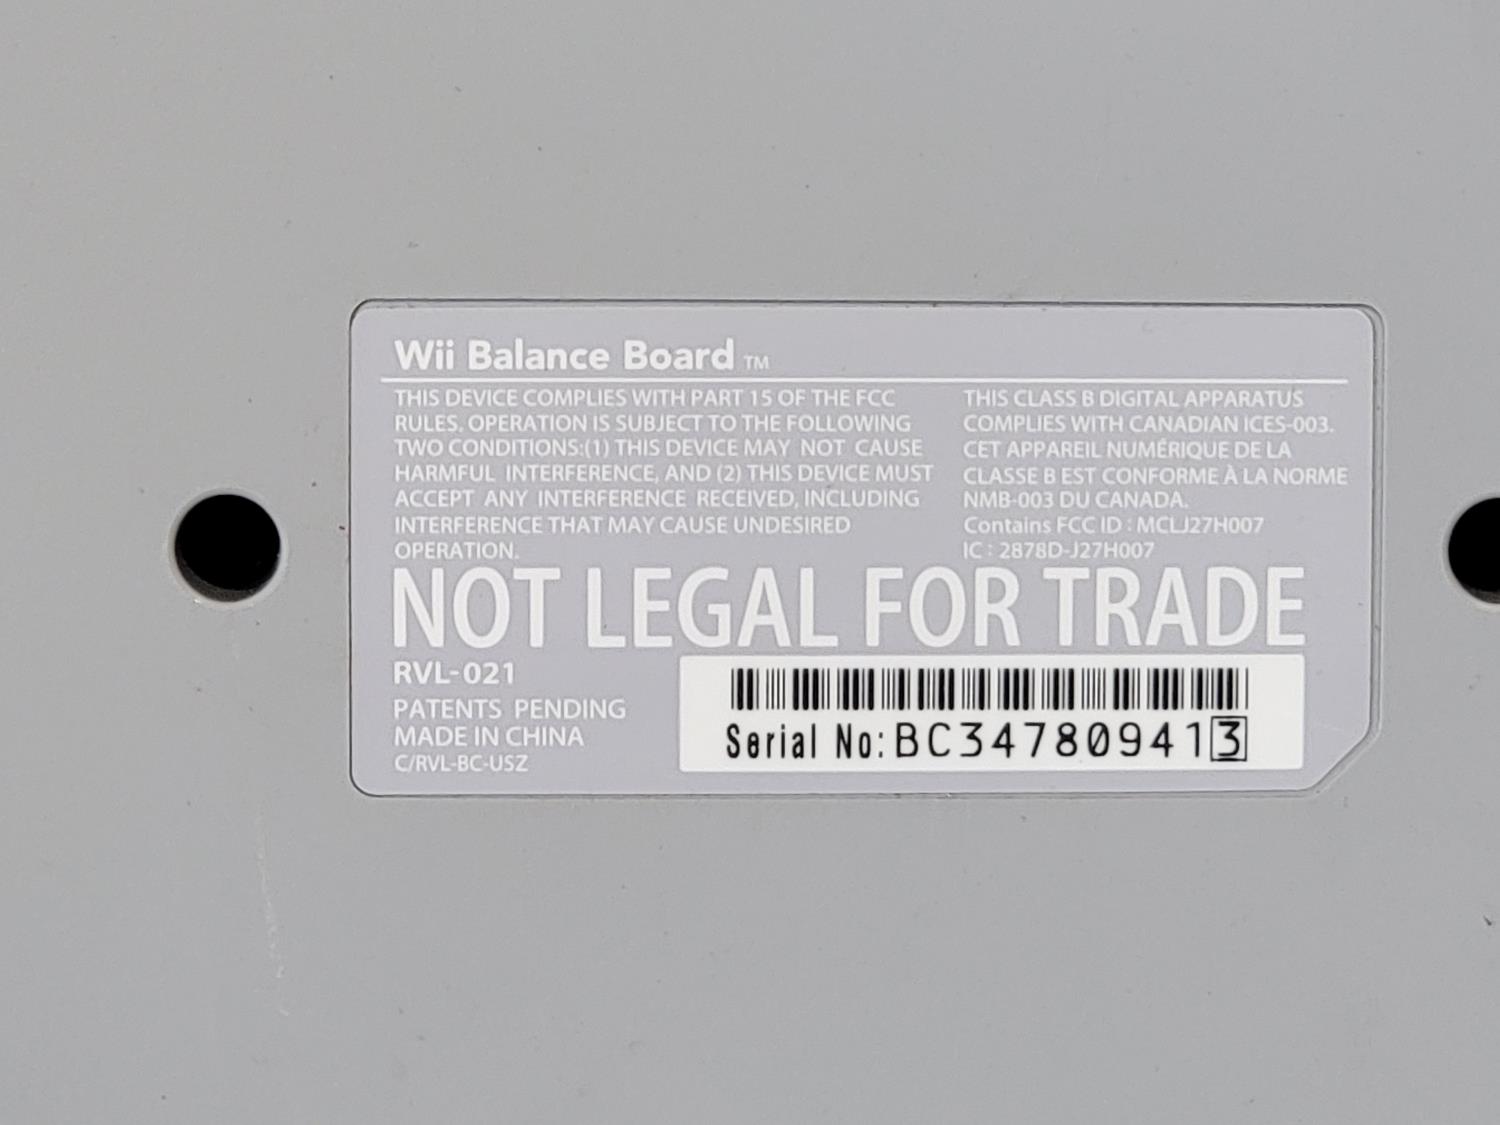 Wii Balance Board TM
THIS DEVICE COMPLIES WITH PART 15 OF THE FCC
RULES. OPERATION IS SUBJECT TO THE FOLLOWING
TWO CONDITIONS:(1) THIS DEVICE MAY NOT CAUSE
HARMFUL INTERFERENCE, AND (2) THIS DEVICE MUST
ACCEPT ANY INTERFERENCE RECEIVED, INCLUDING
INTERFERENCE THAT MAY CAUSE UNDESIRED
OPERATION.
THIS CLASS B DIGITAL APPARATUS
COMPLIES WITH CANADIAN ICES-003.
CET APPAREIL NUMÉRIQUE DE LA
CLASSE B EST CONFORME À LA NORME
NMB-003 DU CANADA.
Contains FCC ID : MCLJ27H007
IC : 2878D-J27H007
NOT LEGAL FOR TRADE
RVL-021
PATENTS PENDING
MADE IN CHINA
C/RVL-BC-USZ
Serial No: BC347809413